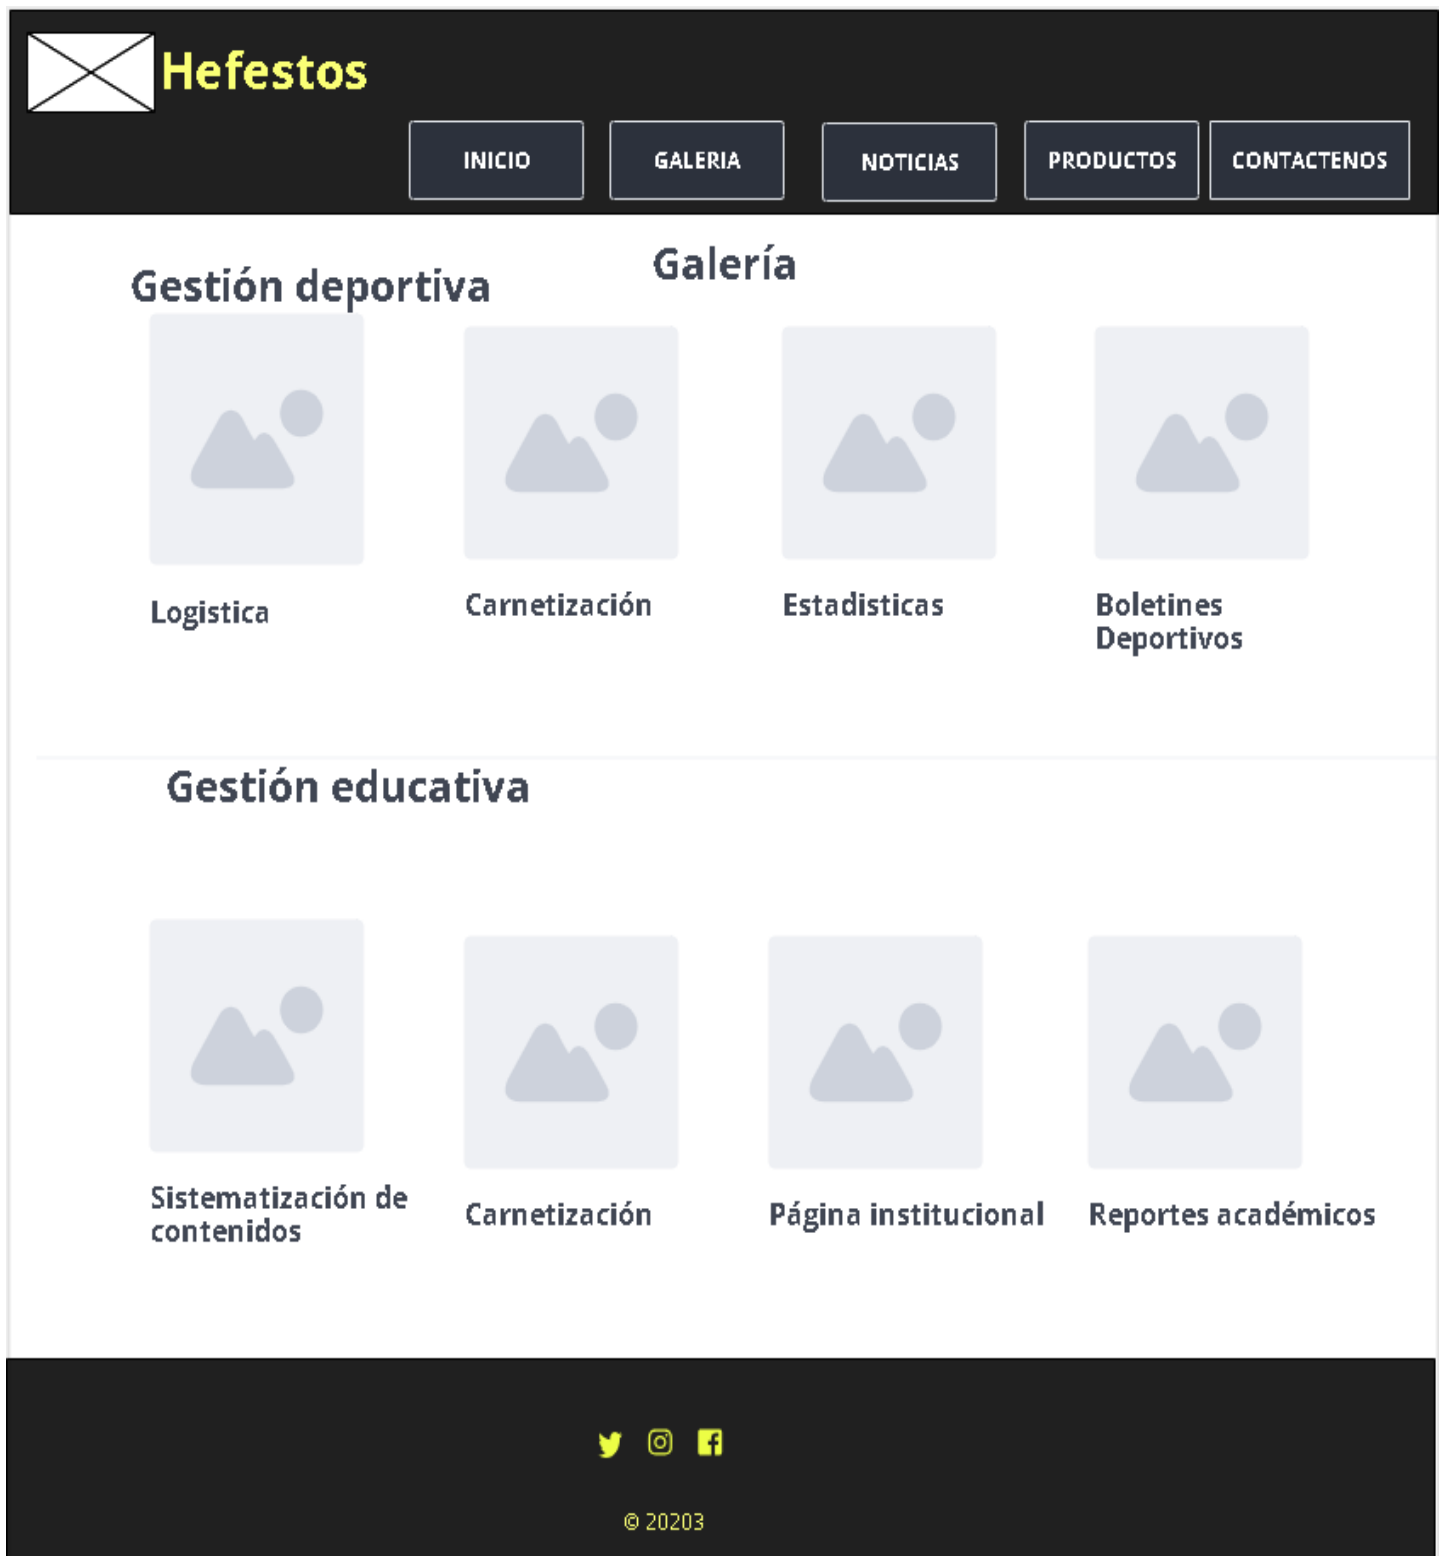 Hefestos
INICIO
GALERIA
NOTICIAS
PRODUCTOS
CONTACTENOS
Galería
Gestión deportiva
Logistica
Carnetización
Estadisticas
Boletines
Deportivos
Gestión educativa
Sistematización de
contenidos
Carnetización
Página institucional
Reportes académicos
© 20203